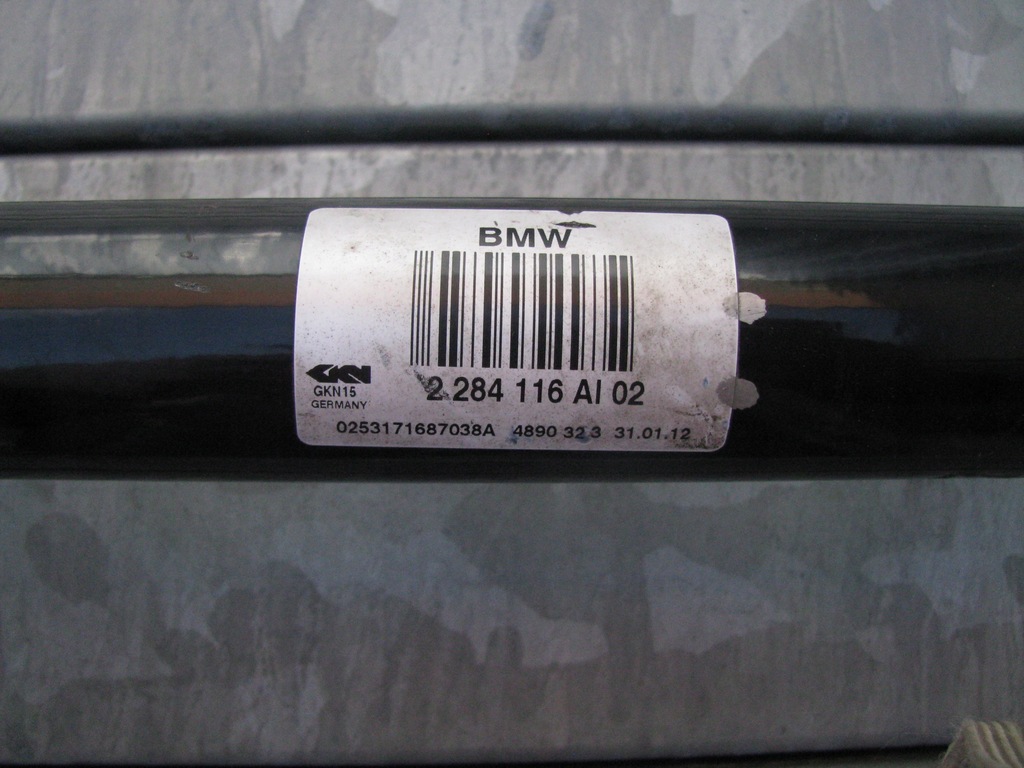 BMW
2 284 116 AI 02
GKN
GKN15
GERMANY
0253171687038A 4890 32 3 31.01.12